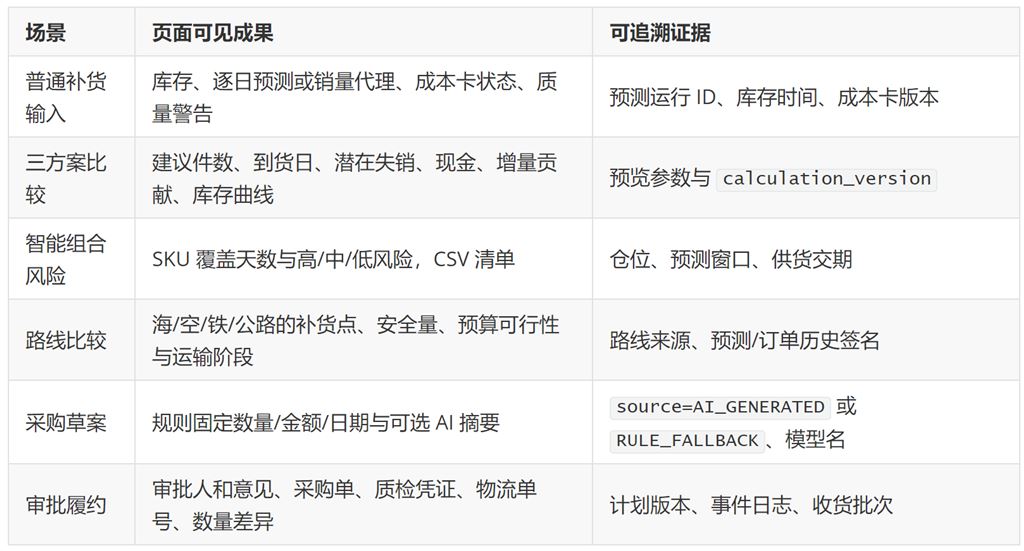 场景
页面可见成果
可追溯证据
普通补货
输入
库存、逐日预测或销量代理、成本卡状态、质
量警告
预测运行 ID、库存时间、成本卡版本
三方案比
较
建议件数、到货日、潜在失销、现金、增量贡
献、库存曲线
预览参数与 calculation_version
智能组合
风险
SKU 覆盖天数与高/中/低风险，CSV 清单
仓位、预测窗口、供货交期
路线比较
海/空/铁/公路的补货点、安全量、预算可行性
与运输阶段
路线来源、预测/订单历史签名
采购草案
规则固定数量/金额/日期与可选 AI 摘要
source=AI_GENERATED 或
RULE_FALLBACK、模型名
审批履约
审批人和意见、采购单、质检凭证、物流单
号、数量差异
计划版本、事件日志、收货批次